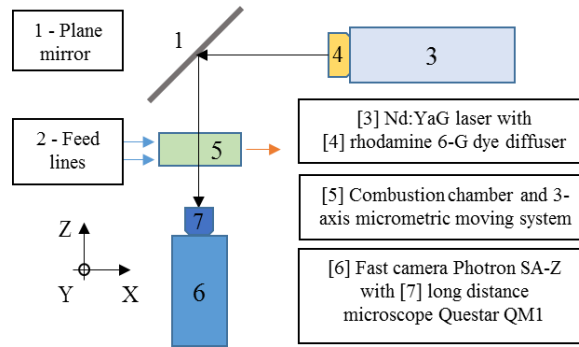 1 - Plane
mirror
1
4
3
2 - Feed
lines
5
[3] Nd:YaG laser with
[4] rhodamine 6-G dye diffuser
7
[5] Combustion chamber and 3-
axis micrometric moving system
Z
Y
X
6
[6] Fast camera Photron SA-Z
with [7] long distance
microscope Questar QM1